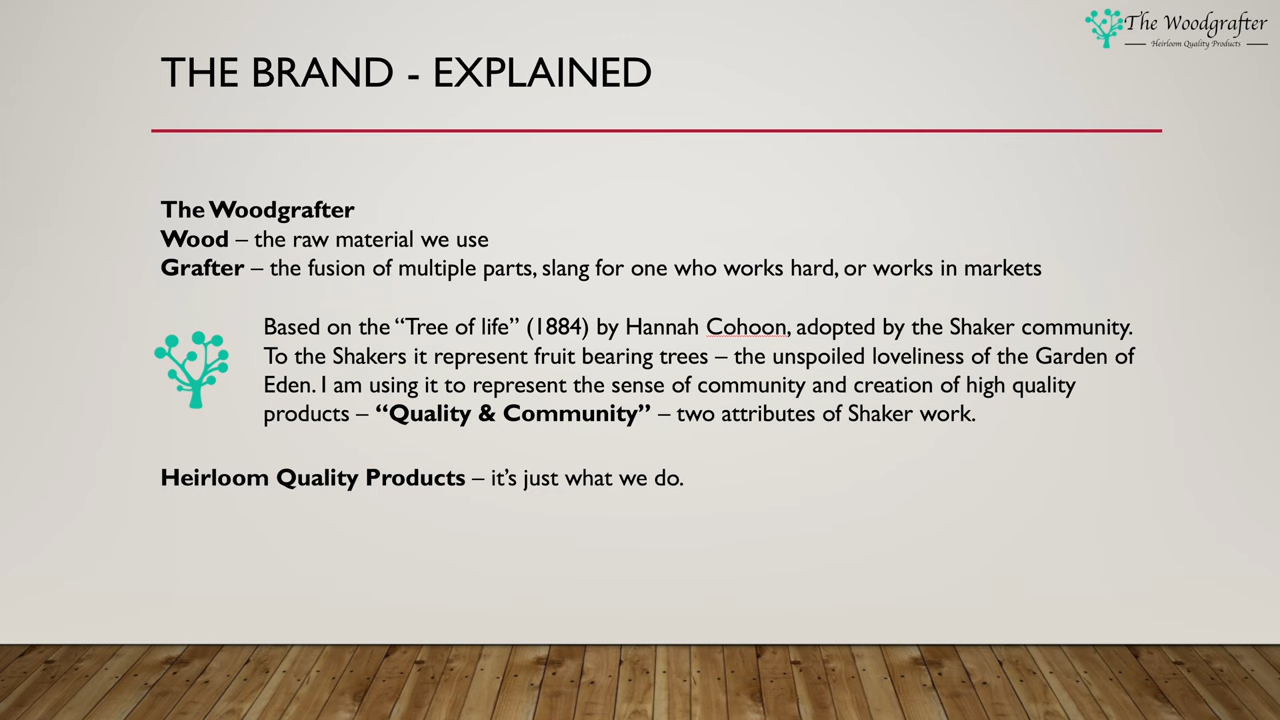 The Woodgrafter
Heirloom Quality Products
THE BRAND - EXPLAINED
The Woodgrafter
Wood – the raw material we use
Grafter – the fusion of multiple parts, slang for one who works hard, or works in markets
Based on the “Tree of life” (1884) by Hannah Cohoon, adopted by the Shaker community.
To the Shakers it represent fruit bearing trees – the unspoiled loveliness of the Garden of
Eden. I am using it to represent the sense of community and creation of high quality
products – “Quality & Community” – two attributes of Shaker work.
Heirloom Quality Products – it’s just what we do.